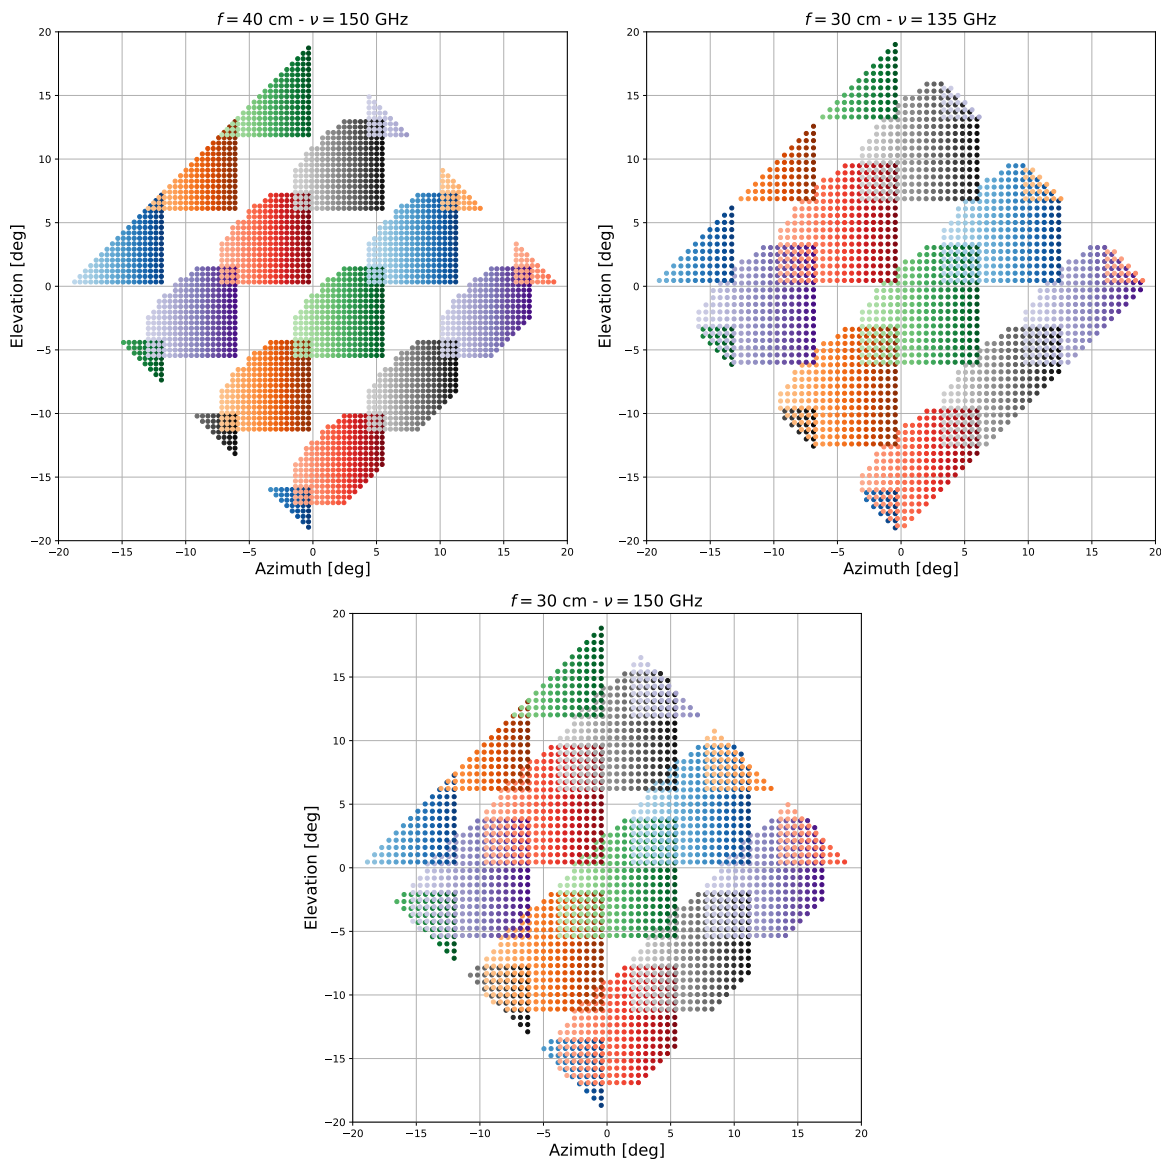 f = 40 cm - ν = 150 GHz
20
15
10
5
0
−5
−10
−15
−20
Elevation [deg]
−20 −15 −10 −5 0 5 10 15 20
Azimuth [deg]
f = 30 cm - ν = 135 GHz
20
15
10
5
0
−5
−10
−15
−20
Elevation [deg]
−20 −15 −10 −5 0 5 10 15 20
Azimuth [deg]
f = 30 cm - ν = 150 GHz
20
15
10
5
0
−5
−10
−15
−20
Elevation [deg]
−20 −15 −10 −5 0 5 10 15 20
Azimuth [deg]